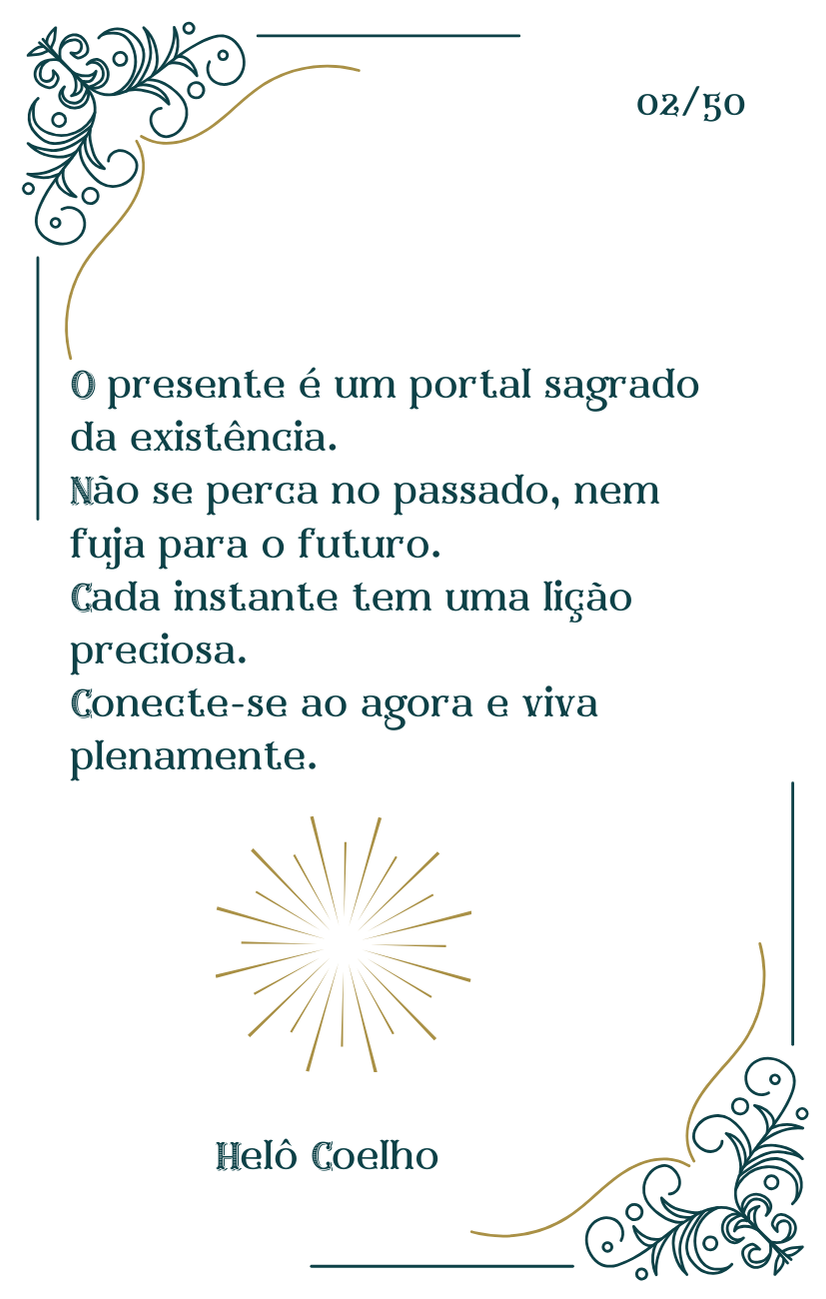 02/50
O presente é um portal sagrado
da existência.
Não se perca no passado, nem
fuja para o futuro.
Cada instante tem uma lição
preciosa.
Conecte-se ao agora e viva
plenamente.
Helô Coelho